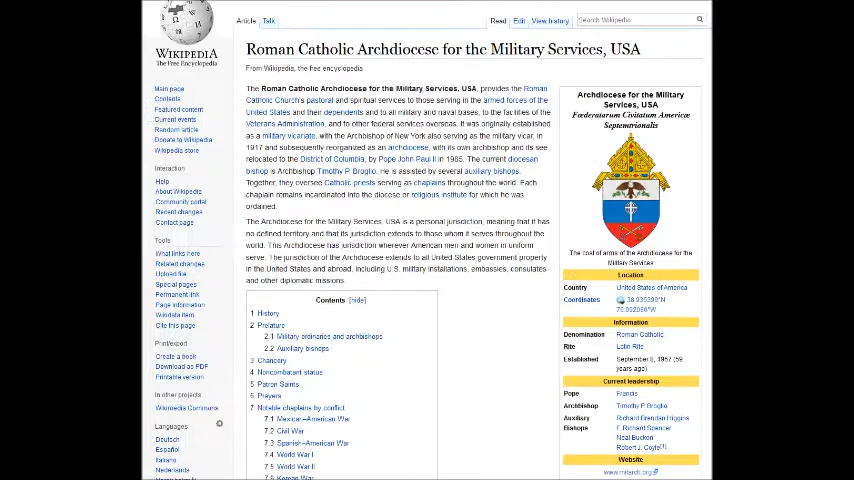 Article
Talk
Read
Edit
View history
Search Wikipedia
WIKIPEDIA
The Free Encyclopedia
Main page
Contents
Featured content
Current events
Random article
Donate to Wikipedia
Wikipedia store
Interaction
Help
About Wikipedia
Community portal
Recent changes
Contact page
Tools
What links here
Related changes
Upload file
Special pages
Permanent link
Page information
Wikidata item
Cite this page
Print/export
Create a book
Download as PDF
Printable version
In other projects
Wikimedia Commons
Languages
Deutsch
Español
Italiano
Nederlands
Roman Catholic Archdiocese for the Military Services, USA
From Wikipedia, the free encyclopedia
The Roman Catholic Archdiocese for the Military Services, USA, provides the Roman
Catholic Church's pastoral and spiritual services to those serving in the armed forces of the
United States and their dependents and to all military and naval bases, to the facilities of the
Veterans Administration, and to other federal services overseas. It was originally established
as a military vicariate, with the Archbishop of New York also serving as the military vicar, in
1917 and subsequently reorganized as an archdiocese, with its own archbishop and its see
relocated to the District of Columbia, by Pope John Paul II in 1985. The current diocesan
bishop is Archbishop Timothy P. Broglio. He is assisted by several auxiliary bishops.
Together, they oversee Catholic priests serving as chaplains throughout the world. Each
chaplain remains incardinated into the diocese or religious institute for which he was
ordained.
The Archdiocese for the Military Services, USA is a personal jurisdiction, meaning that it has
no defined territory and that its jurisdiction extends to those whom it serves throughout the
world. This Archdiocese has jurisdiction wherever American men and women in uniform
serve. The jurisdiction of the Archdiocese extends to all United States government property
in the United States and abroad, including U.S. military installations, embassies, consulates
and other diplomatic missions.
Contents [hide]
1 History
2 Prelature
2.1 Military ordinaries and archbishops
2.2 Auxiliary bishops
3 Chancery
4 Noncombatant status
5 Patron Saints
6 Prayers
7 Notable chaplains by conflict
7.1 Mexican–American War
7.2 Civil War
7.3 Spanish–American War
7.4 World War I
7.5 World War II
7.6 Korean War
Archdiocese for the Military
Services, USA
Fœderatarum Civitatum Americæ
Septemtrionalis
The coat of arms of the Archdiocese for the
Military Services
Location
Country United States of America
Coordinates 38.935399°N
Information
Denomination Roman Catholic
Rite Latin Rite
Established September 8, 1957 (59
years ago)
Current leadership
Pope Francis
Archbishop Timothy P. Broglio
Auxiliary Richard Brendan Higgins
Bishops F. Richard Spencer
Neal Buckon
Robert J. Coyle[1]
Website
www.milarch.org